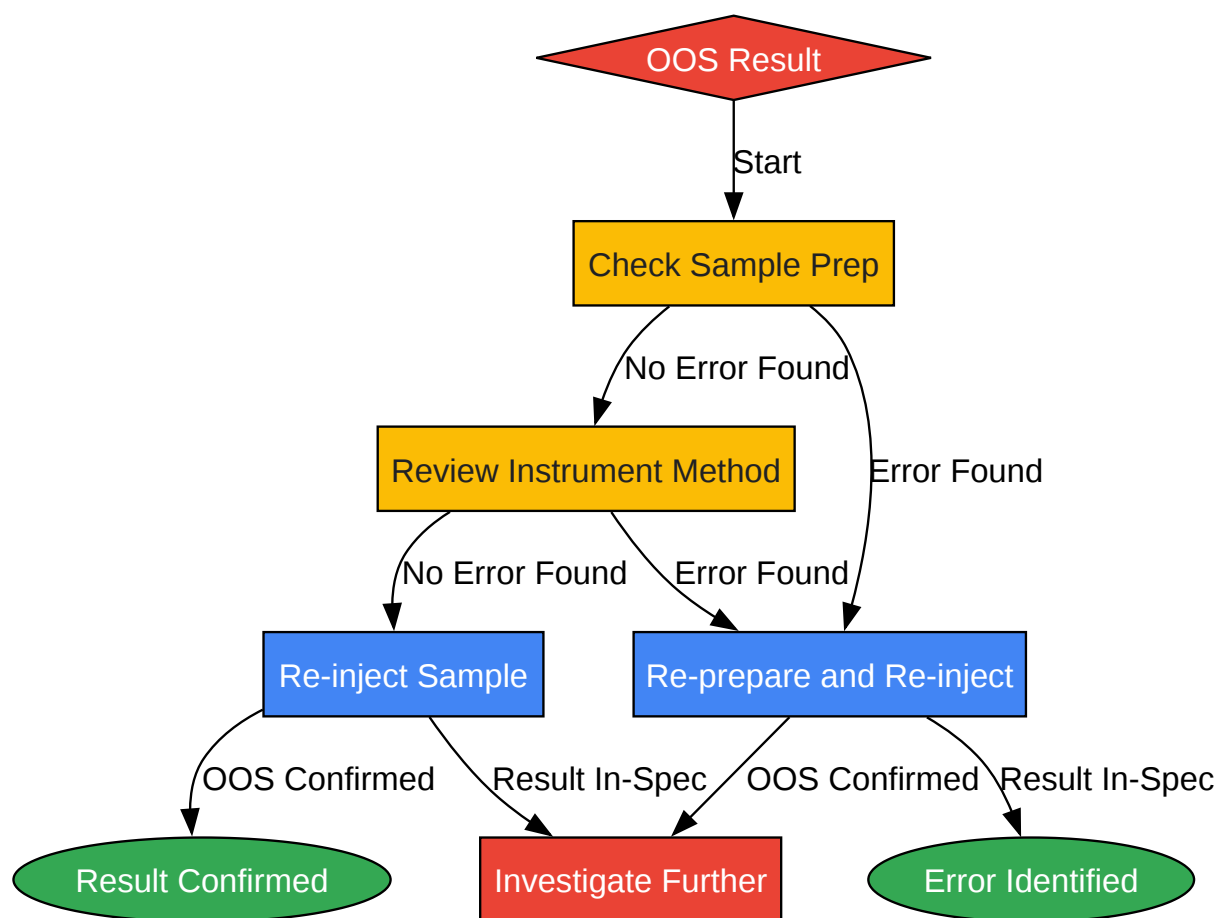 OOS Result
Start
Check Sample Prep
No Error Found
Review Instrument Method
Error Found
No Error Found
Error Found
Re-inject Sample
Re-prepare and Re-inject
OOS Confirmed
Result In-Spec
OOS Confirmed
Result In-Spec
Result Confirmed
Investigate Further
Error Identified